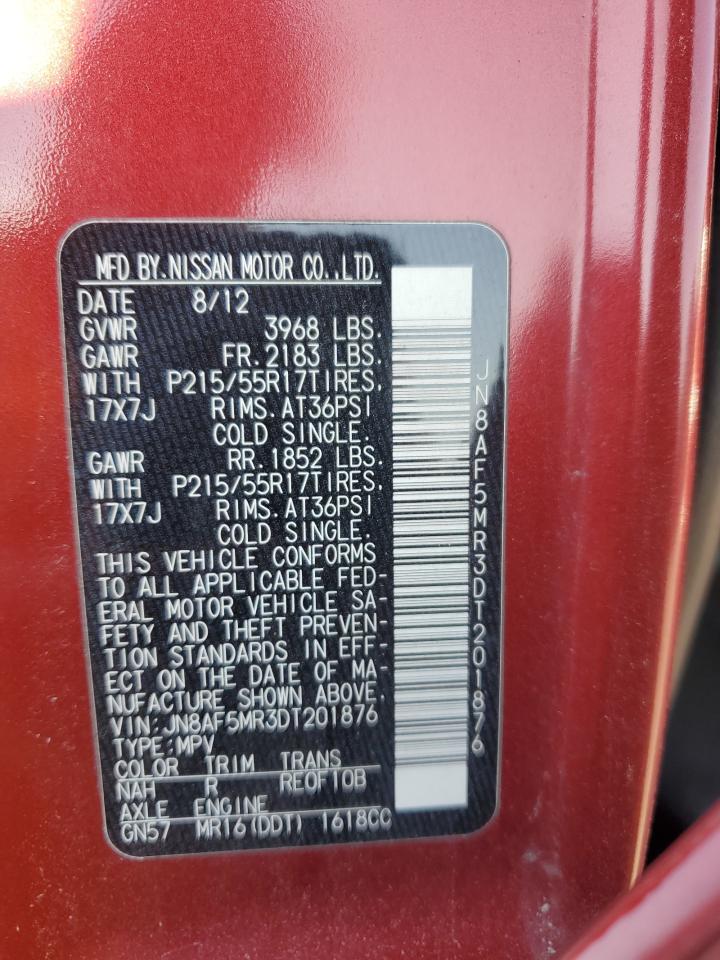 MFD BY.NISSAN MOTOR CO.,LTD.
DATE 8/12
GVWR 3968 LBS.
GAWR FR.2183 LBS.
WITH P215/55R17TIRES,
17X7J RIMS.AT36PSI
COLD SINGLE.
GAWR RR.1852 LBS.
WITH P215/55R17TIRES,
17X7J RIMS.AT36PSI
COLD SINGLE.
THIS VEHICLE CONFORMS
TO ALL APPLICABLE FED-
ERAL MOTOR VEHICLE SA-
FETY AND THEFT PREVEN-
TION STANDARDS IN EFF-
ECT ON THE DATE OF MA-
NUFACTURE SHOWN ABOVE.
VIN:JN8AF5MR3DT201876
TYPE:MPV
COLOR TRIM TRANS
NAH R RE0F10B
AXLE ENGINE
GN57 MR16(DDT) 1618CC
JN8AF5MR3DT201876